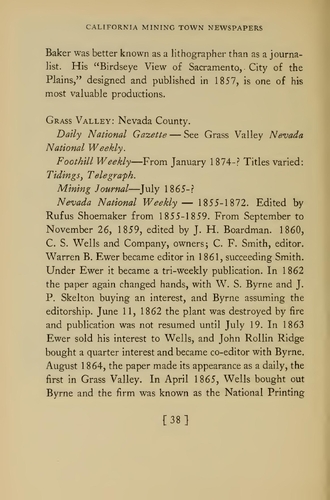 CALIFORNIA MINING TOWN NEWSPAPERS
Baker was better known as a lithographer than as a journa-
list. His "Birdseye View of Sacramento, City of the
Plains," designed and published in 1857, is one of his
most valuable productions.
GRASS VALLEY: Nevada County.
Daily National Gazette — See Grass Valley Nevada
National Weekly.
Foothill Weekly—From January 1874-? Titles varied:
Tidings, Telegraph.
Mining Journal—July 1865-?
Nevada National Weekly — 1855-1872. Edited by
Rufus Shoemaker from 1855-1859. From September to
November 26, 1859, edited by J. H. Boardman. 1860,
C. S. Wells and Company, owners; C. F. Smith, editor.
Warren B. Ewer became editor in 1861, succeeding Smith.
Under Ewer it became a tri-weekly publication. In 1862
the paper again changed hands, with W. S. Byrne and J.
P. Skelton buying an interest, and Byrne assuming the
editorship. June 11, 1862 the plant was destroyed by fire
and publication was not resumed until July 19. In 1863
Ewer sold his interest to Wells, and John Rollin Ridge
bought a quarter interest and became co-editor with Byrne.
August 1864, the paper made its appearance as a daily, the
first in Grass Valley. In April 1865, Wells bought out
Byrne and the firm was known as the National Printing
[ 38 ]